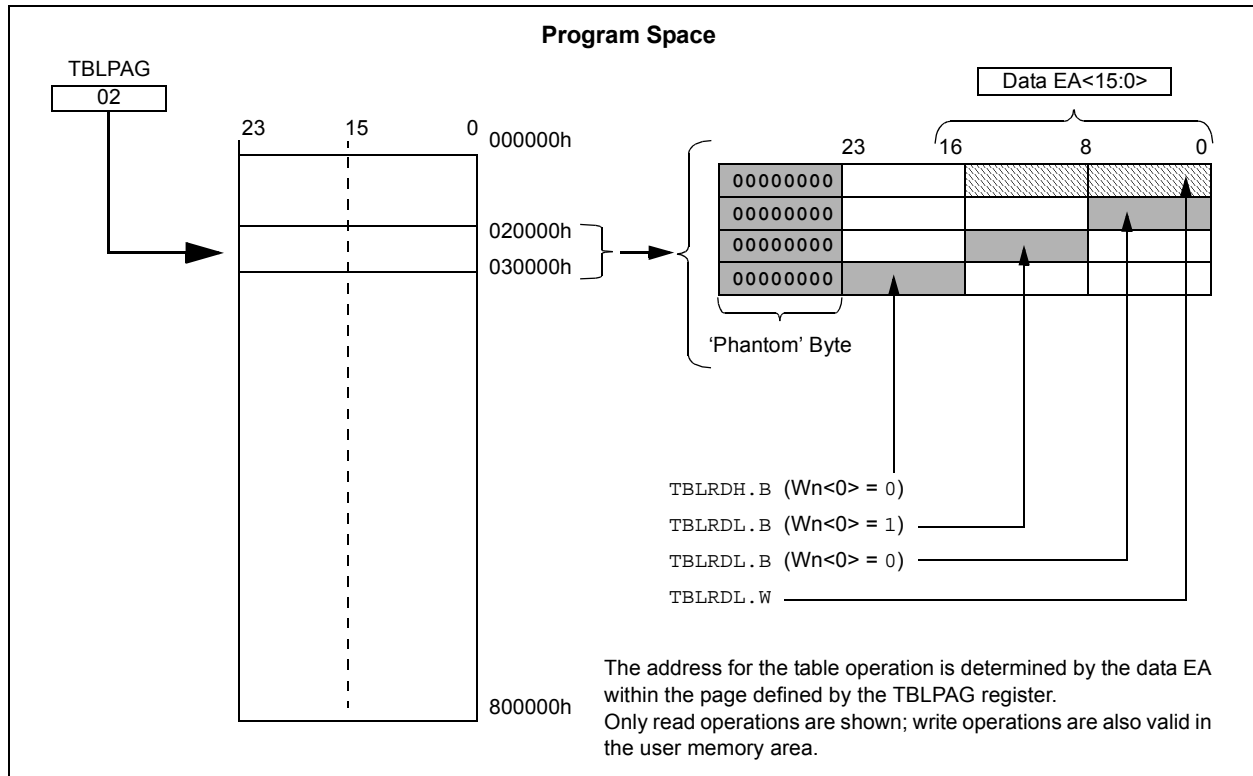 Program Space
TBLPAG
02
Data EA<15:0>
23 15 0
000000h
020000h
030000h
800000h
23 16 8 0
00000000
00000000
00000000
00000000
‘Phantom’ Byte
TBLRDH.B (Wn<0> = 0)
TBLRDL.B (Wn<0> = 1)
TBLRDL.B (Wn<0> = 0)
TBLRDL.W
The address for the table operation is determined by the data EA
within the page defined by the TBLPAG register.
Only read operations are shown; write operations are also valid in
the user memory area.